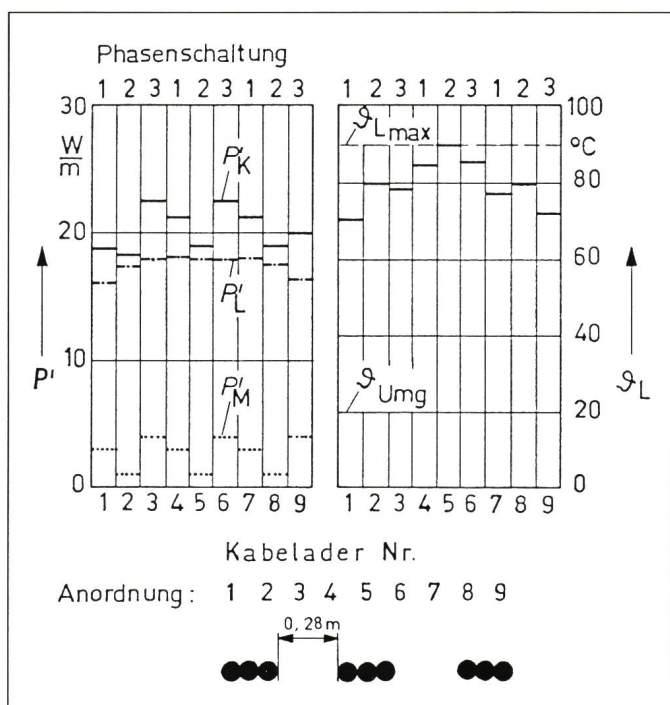 Phasenschaltung
1 2 3 1 2 3 1 2 3
1 2 3 1 2 3 1 2 3
30
W/m
20
10
0
P'
P'K
P'L
P'M
100
°C
80
60
40
20
0
ϑL
ϑLmax
ϑUmg
1 2 3 4 5 6 7 8 9
1 2 3 4 5 6 7 8 9
Kabelader Nr.
Anordnung: 1 2 3 4 5 6 7 8 9
0,28m